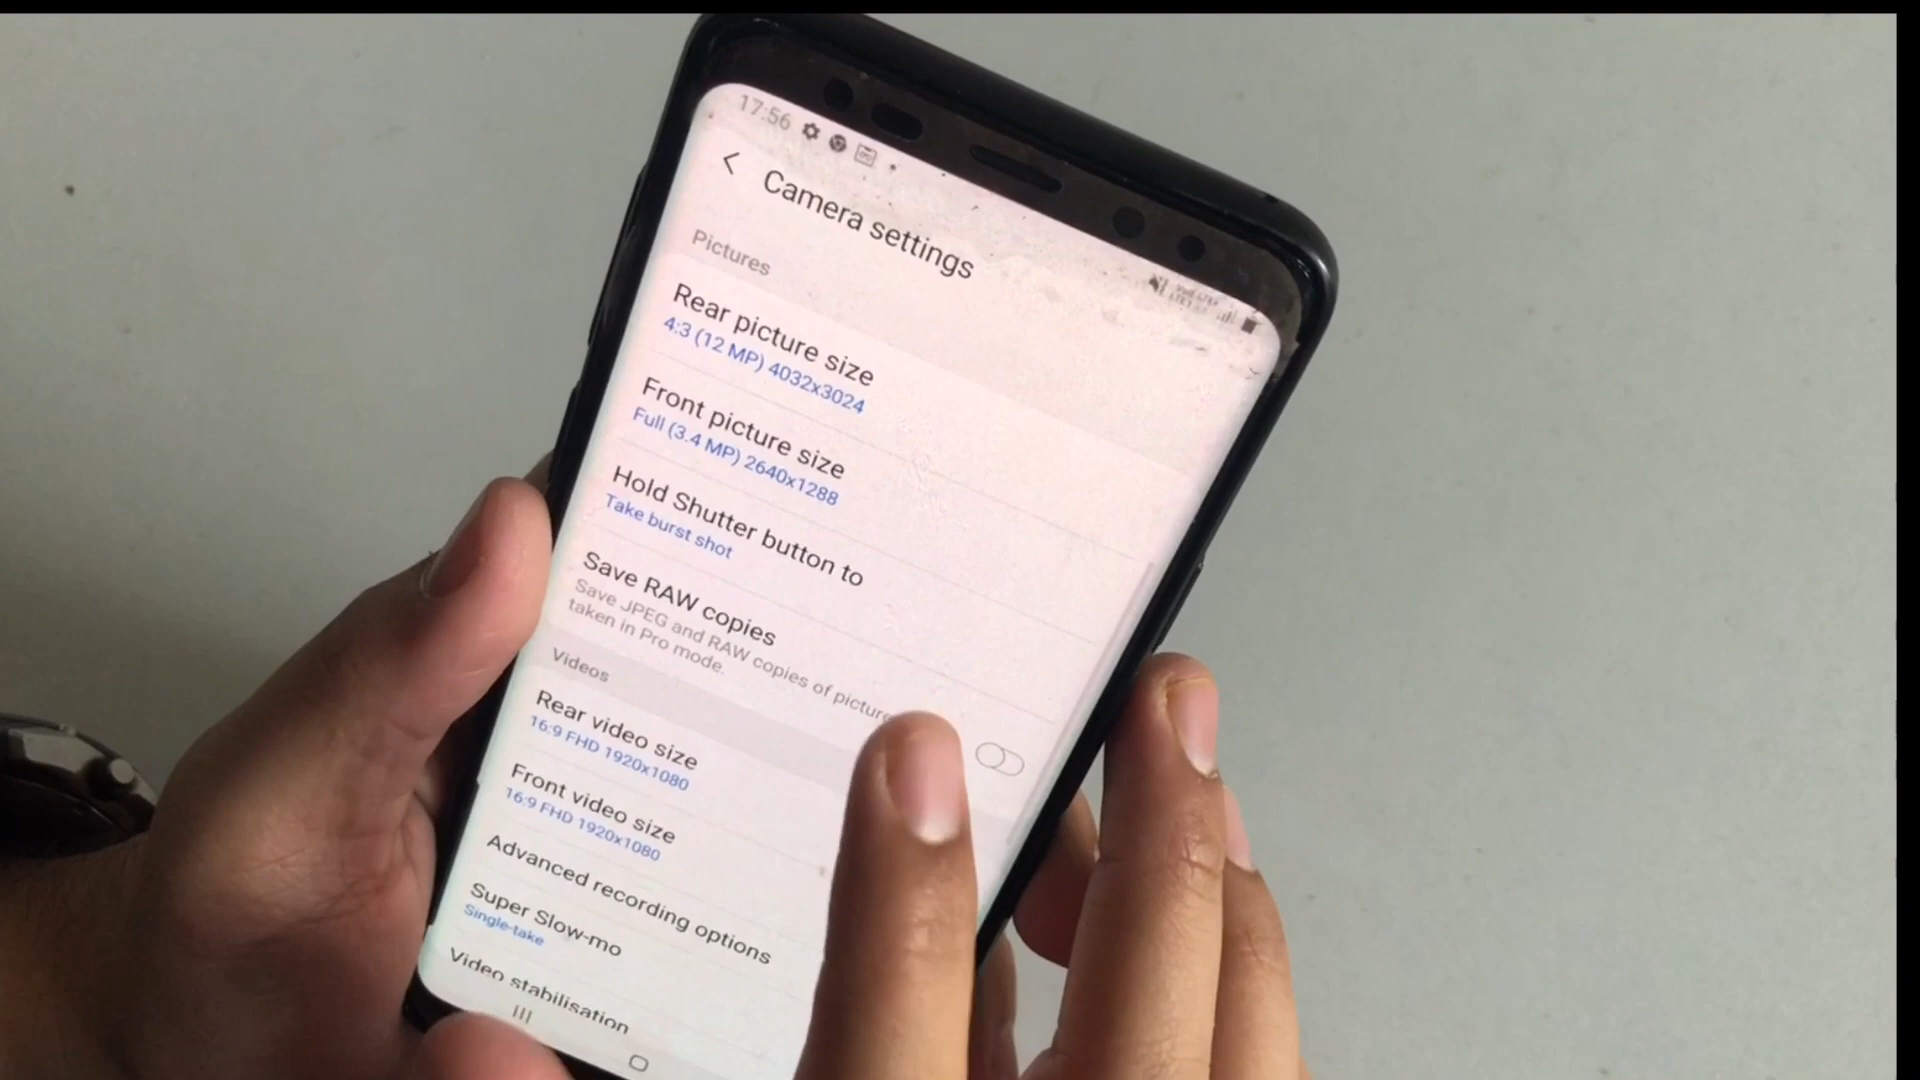 17:56
Camera settings
Pictures
Rear picture size
4:3 (12 MP) 4032x3024
Front picture size
Full (3.4 MP) 2640x1288
Hold Shutter button to
Take burst shot
Save RAW copies
Save JPEG and RAW copies of picture
taken in Pro mode.
Videos
Rear video size
16:9 FHD 1920x1080
Front video size
16:9 FHD 1920x1080
Advanced recording options
Super Slow-mo
Single-take
Video stabilisation